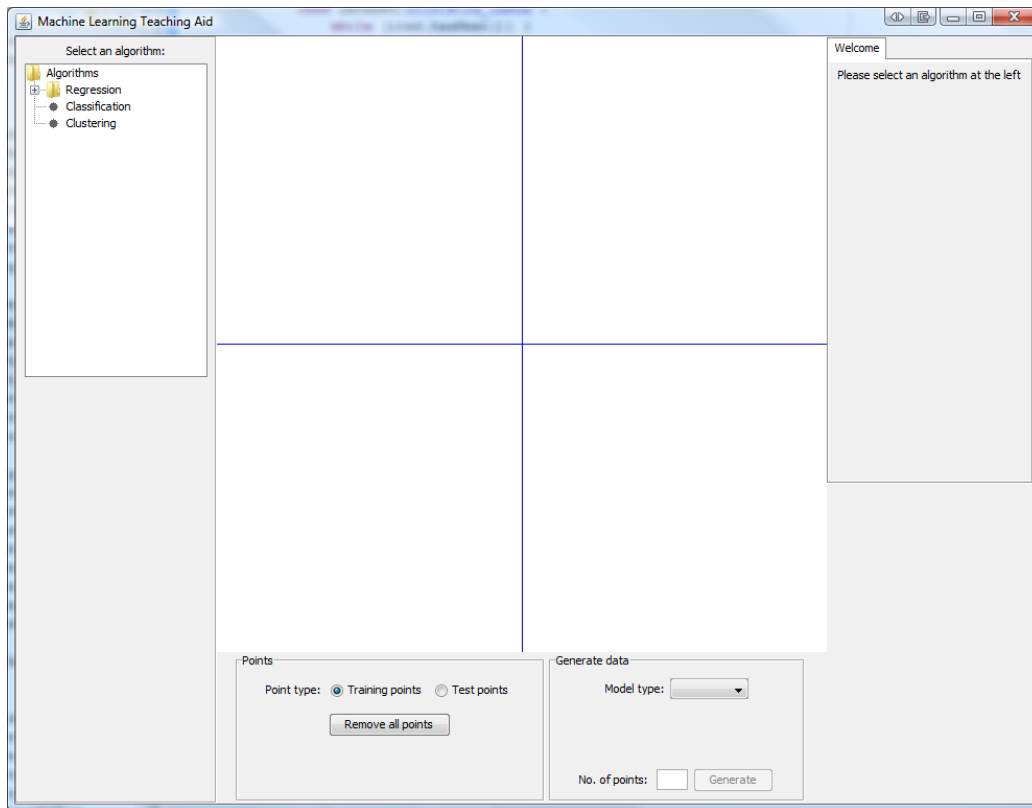 Machine Learning Teaching Aid
Select an algorithm:
Algorithms
Regression
Classification
Clustering
Welcome
Please select an algorithm at the left
Points
Point type: Training points Test points
Remove all points
Generate data
Model type:
No. of points: Generate